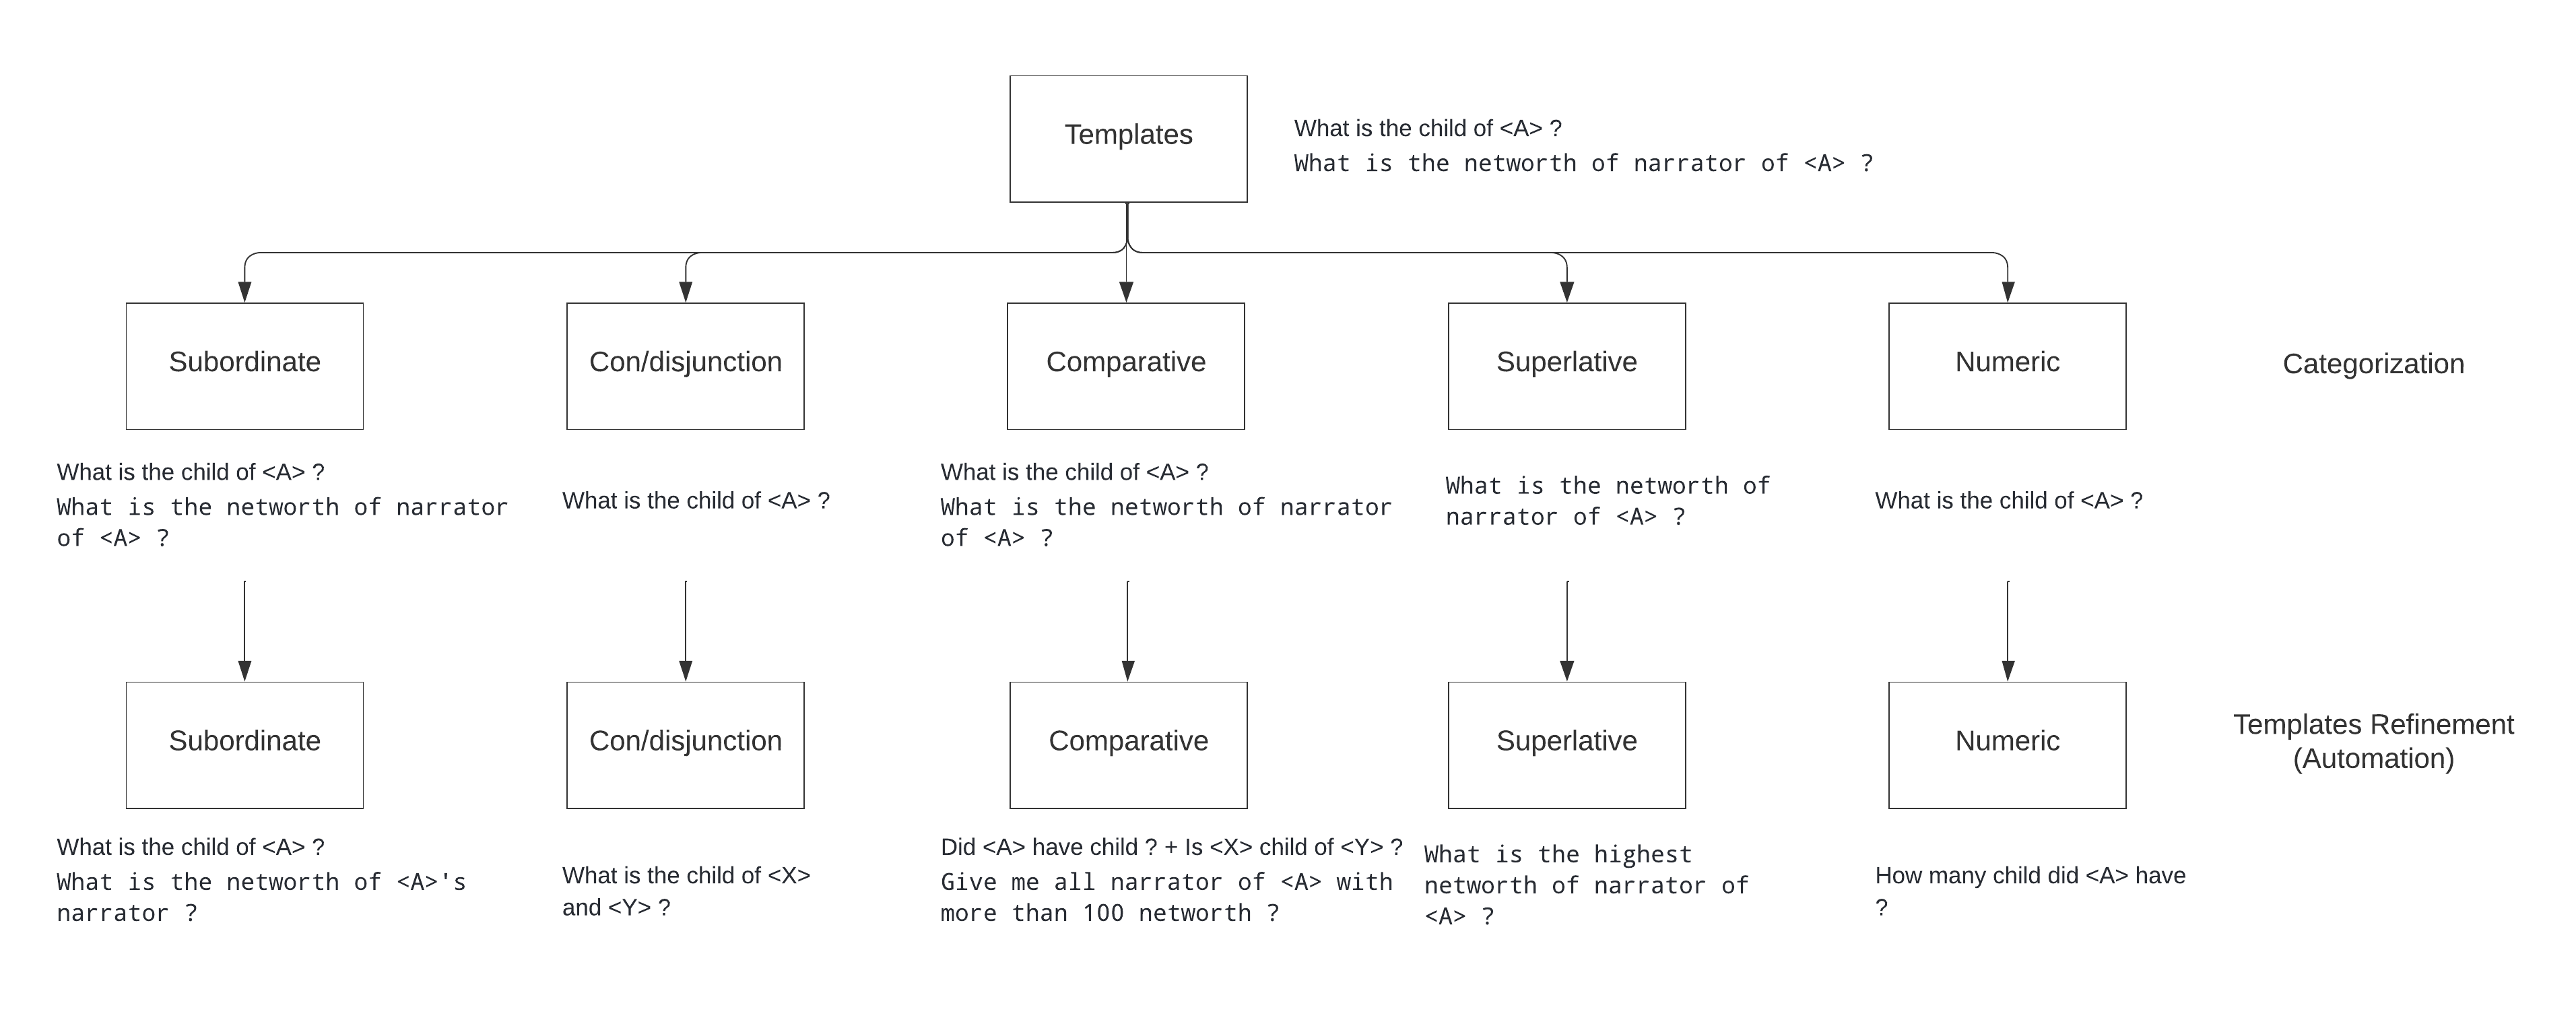 Templates
What is the child of <A> ?
What is the networth of narrator of <A> ?
Subordinate
Con/disjunction
Comparative
Superlative
Numeric
Categorization
What is the child of <A> ?
What is the networth of narrator
of <A> ?
What is the child of <A> ?
What is the child of <A> ?
What is the networth of narrator
of <A> ?
What is the networth of
narrator of <A> ?
What is the child of <A> ?
Subordinate
Con/disjunction
Comparative
Superlative
Numeric
Templates Refinement
(Automation)
What is the child of <A> ?
What is the networth of <A>'s
narrator ?
What is the child of <X>
and <Y> ?
Did <A> have child ? + Is <X> child of <Y> ?
Give me all narrator of <A> with
more than 100 networth ?
What is the highest
networth of narrator of
<A> ?
How many child did <A> have
?